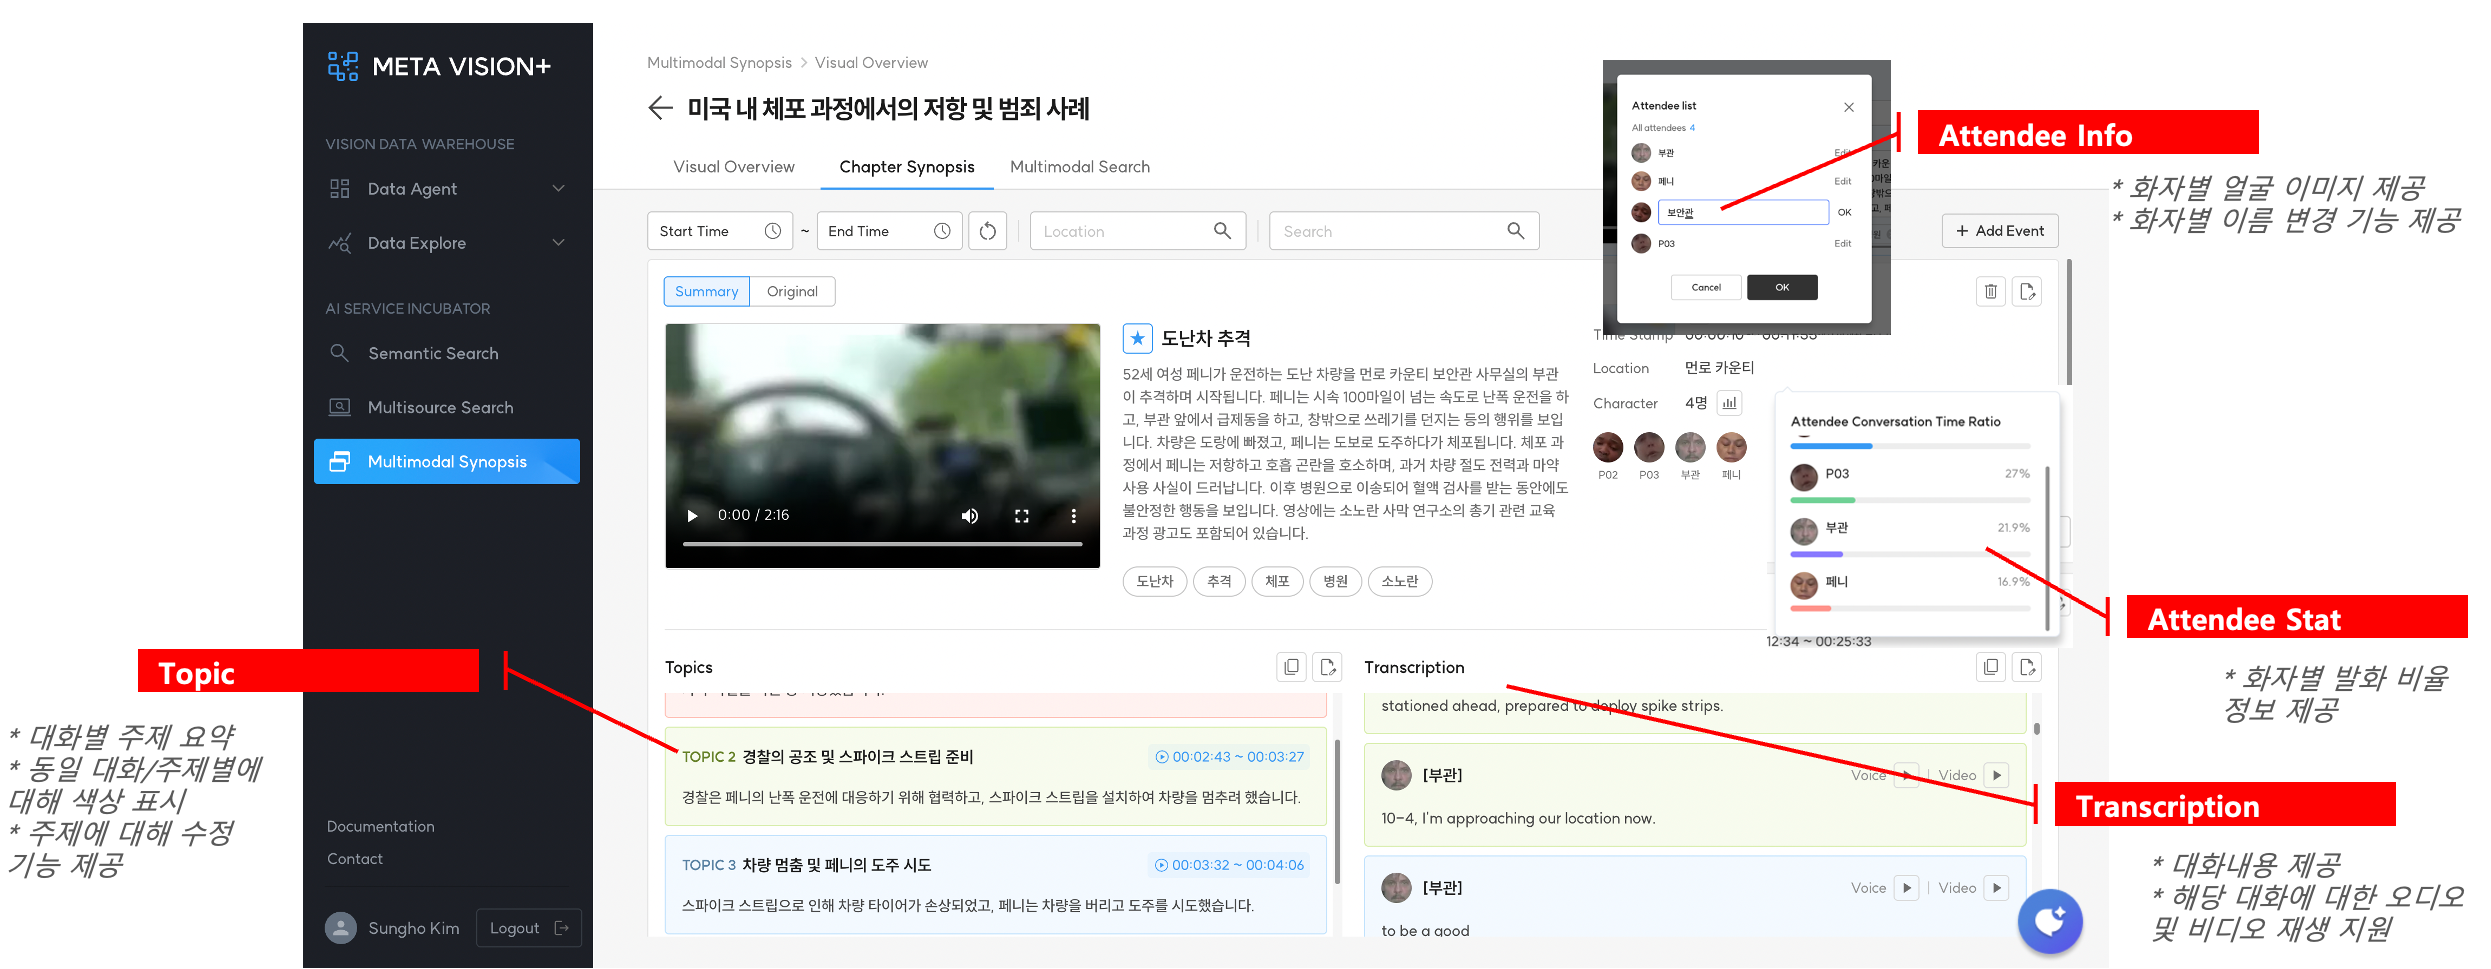 META VISION+
VISION DATA WAREHOUSE
Data Agent
Data Explore
AI SERVICE INCUBATOR
Semantic Search
Multisource Search
Multimodal Synopsis
Documentation
Contact
Sungho Kim
Logout
Multimodal Synopsis > Visual Overview
미국 내 체포 과정에서의 저항 및 범죄 사례
Visual Overview
Chapter Synopsis
Multimodal Search
Start Time ~ End Time
Location
Search
+ Add Event
Summary
Original
0:00 / 2:16
도난차 추격
52세 여성 페니가 운전하는 도난 차량을 먼로 카운티 보안관 사무실의 부관
이 추격하며 시작됩니다. 페니는 시속 100마일이 넘는 속도로 난폭 운전을 하
고, 부관 앞에서 급제동을 하고, 창밖으로 쓰레기를 던지는 등의 행위를 보입
니다. 차량은 도랑에 빠졌고, 페니는 도보로 도주하다가 체포됩니다. 체포 과
정에서 페니는 저항하고 호흡 곤란을 호소하며, 과거 차량 절도 전력과 마약
사용 사실이 드러납니다. 이후 병원으로 이송되어 혈액 검사를 받는 동안에도
불안정한 행동을 보입니다. 영상에는 소노란 사막 연구소의 총기 관련 교육
과정 광고도 포함되어 있습니다.
도난차
추격
체포
병원
소노란
Time Stamp
Location 먼로 카운티
Character 4명
P02
P03
부관
페니
Attendee list
All attendees 4
부관 Edit
페니 Edit
보안관 OK
P03 Edit
Cancel
OK
Attendee Conversation Time Ratio
P03 27%
부관 21.9%
페니 16.9%
12:34 ~ 00:25:33
Topics
TOPIC 2 경찰의 공조 및 스파이크 스트립 준비
00:02:43 ~ 00:03:27
경찰은 페니의 난폭 운전에 대응하기 위해 협력하고, 스파이크 스트립을 설치하여 차량을 멈추려 했습니다.
TOPIC 3 차량 멈춤 및 페니의 도주 시도
00:03:32 ~ 00:04:06
스파이크 스트립으로 인해 차량 타이어가 손상되었고, 페니는 차량을 버리고 도주를 시도했습니다.
Transcription
stationed ahead, prepared to deploy spike strips.
[부관]
Voice | Video
10-4, I'm approaching our location now.
[부관]
Voice | Video
to be a good
Attendee Info
* 화자별 얼굴 이미지 제공
* 화자별 이름 변경 기능 제공
Attendee Stat
* 화자별 발화 비율
정보 제공
Transcription
* 대화내용 제공
* 해당 대화에 대한 오디오
및 비디오 재생 지원
Topic
* 대화별 주제 요약
* 동일 대화/주제별에
대해 색상 표시
* 주제에 대해 수정
기능 제공